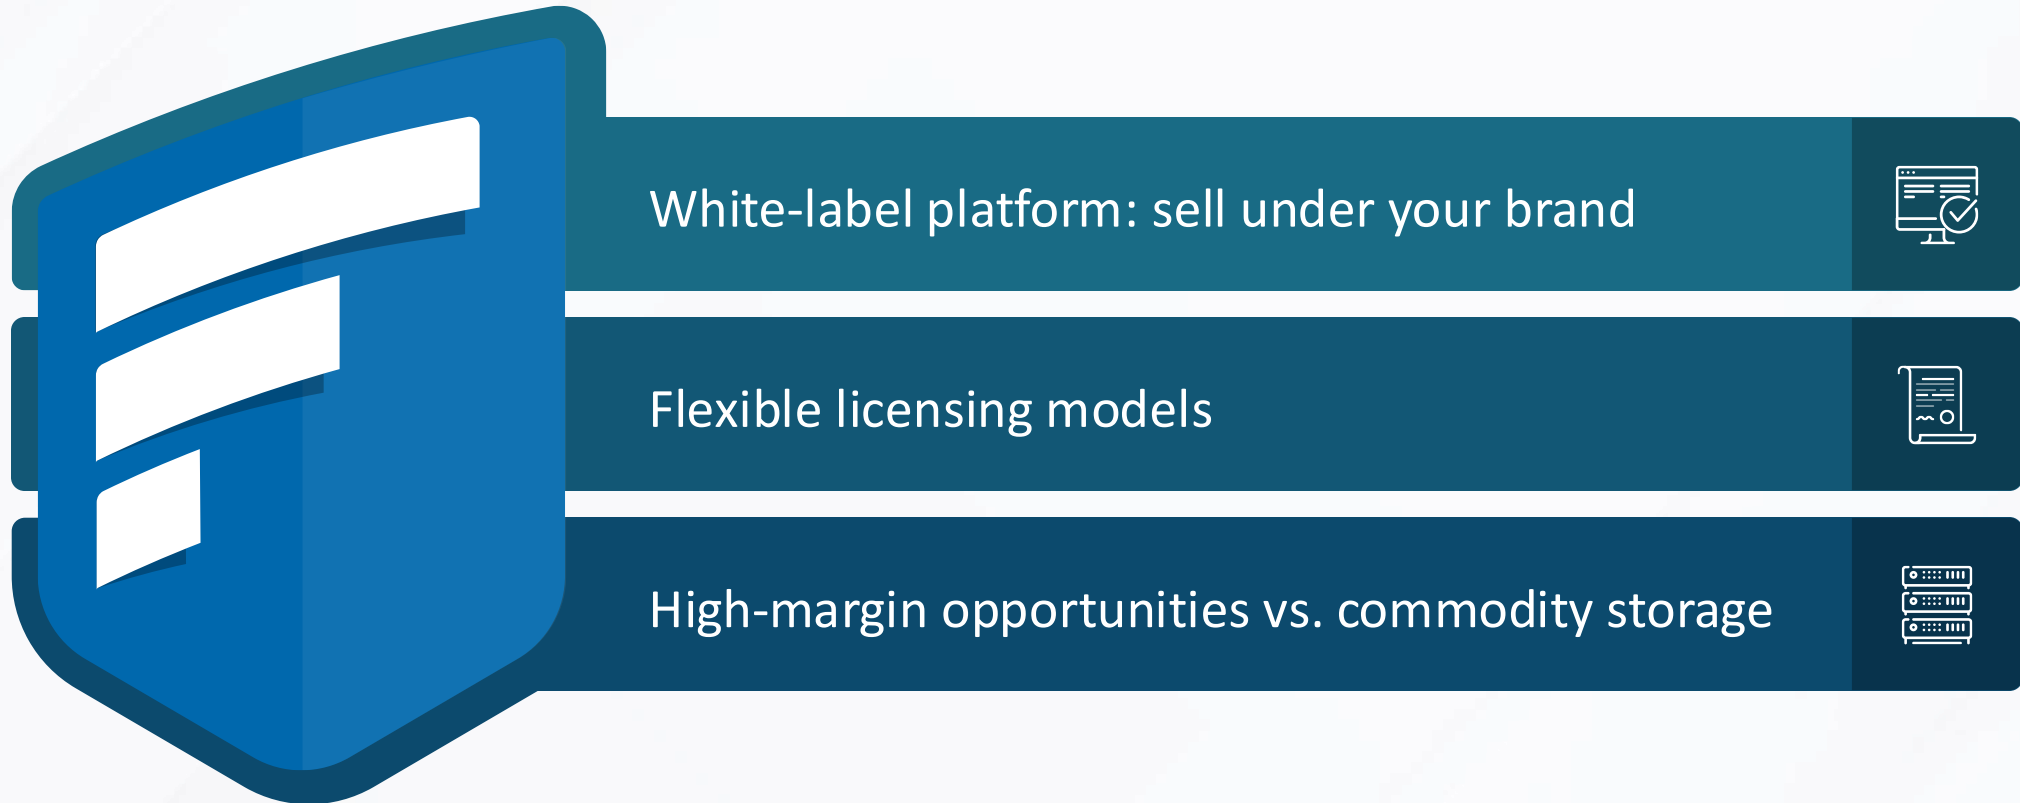 White-label platform: sell under your brand
Flexible licensing models
High-margin opportunities vs. commodity storage